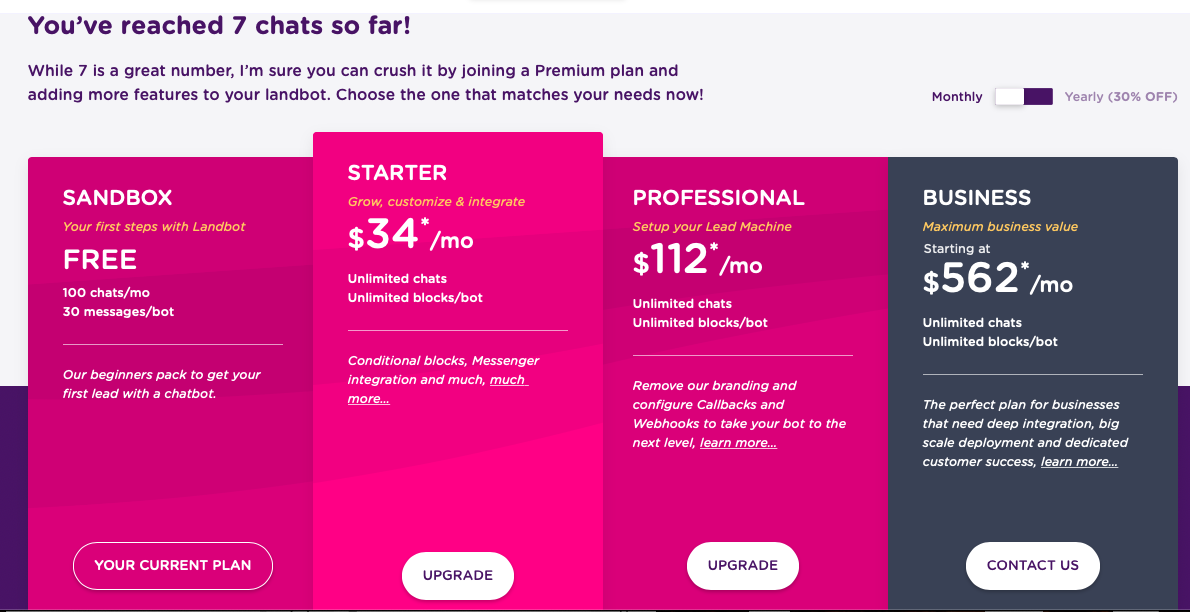 You’ve reached 7 chats so far!
While 7 is a great number, I’m sure you can crush it by joining a Premium plan and
adding more features to your landbot. Choose the one that matches your needs now!
Monthly
Yearly (30% OFF)
SANDBOX
Your first steps with Landbot
FREE
100 chats/mo
30 messages/bot
Our beginners pack to get your
first lead with a chatbot.
YOUR CURRENT PLAN
STARTER
Grow, customize & integrate
$34*/mo
Unlimited chats
Unlimited blocks/bot
Conditional blocks, Messenger
integration and much, much
more...
UPGRADE
PROFESSIONAL
Setup your Lead Machine
$112*/mo
Unlimited chats
Unlimited blocks/bot
Remove our branding and
configure Callbacks and
Webhooks to take your bot to the
next level, learn more...
UPGRADE
BUSINESS
Maximum business value
Starting at
$562*/mo
Unlimited chats
Unlimited blocks/bot
The perfect plan for businesses
that need deep integration, big
scale deployment and dedicated
customer success, learn more...
CONTACT US